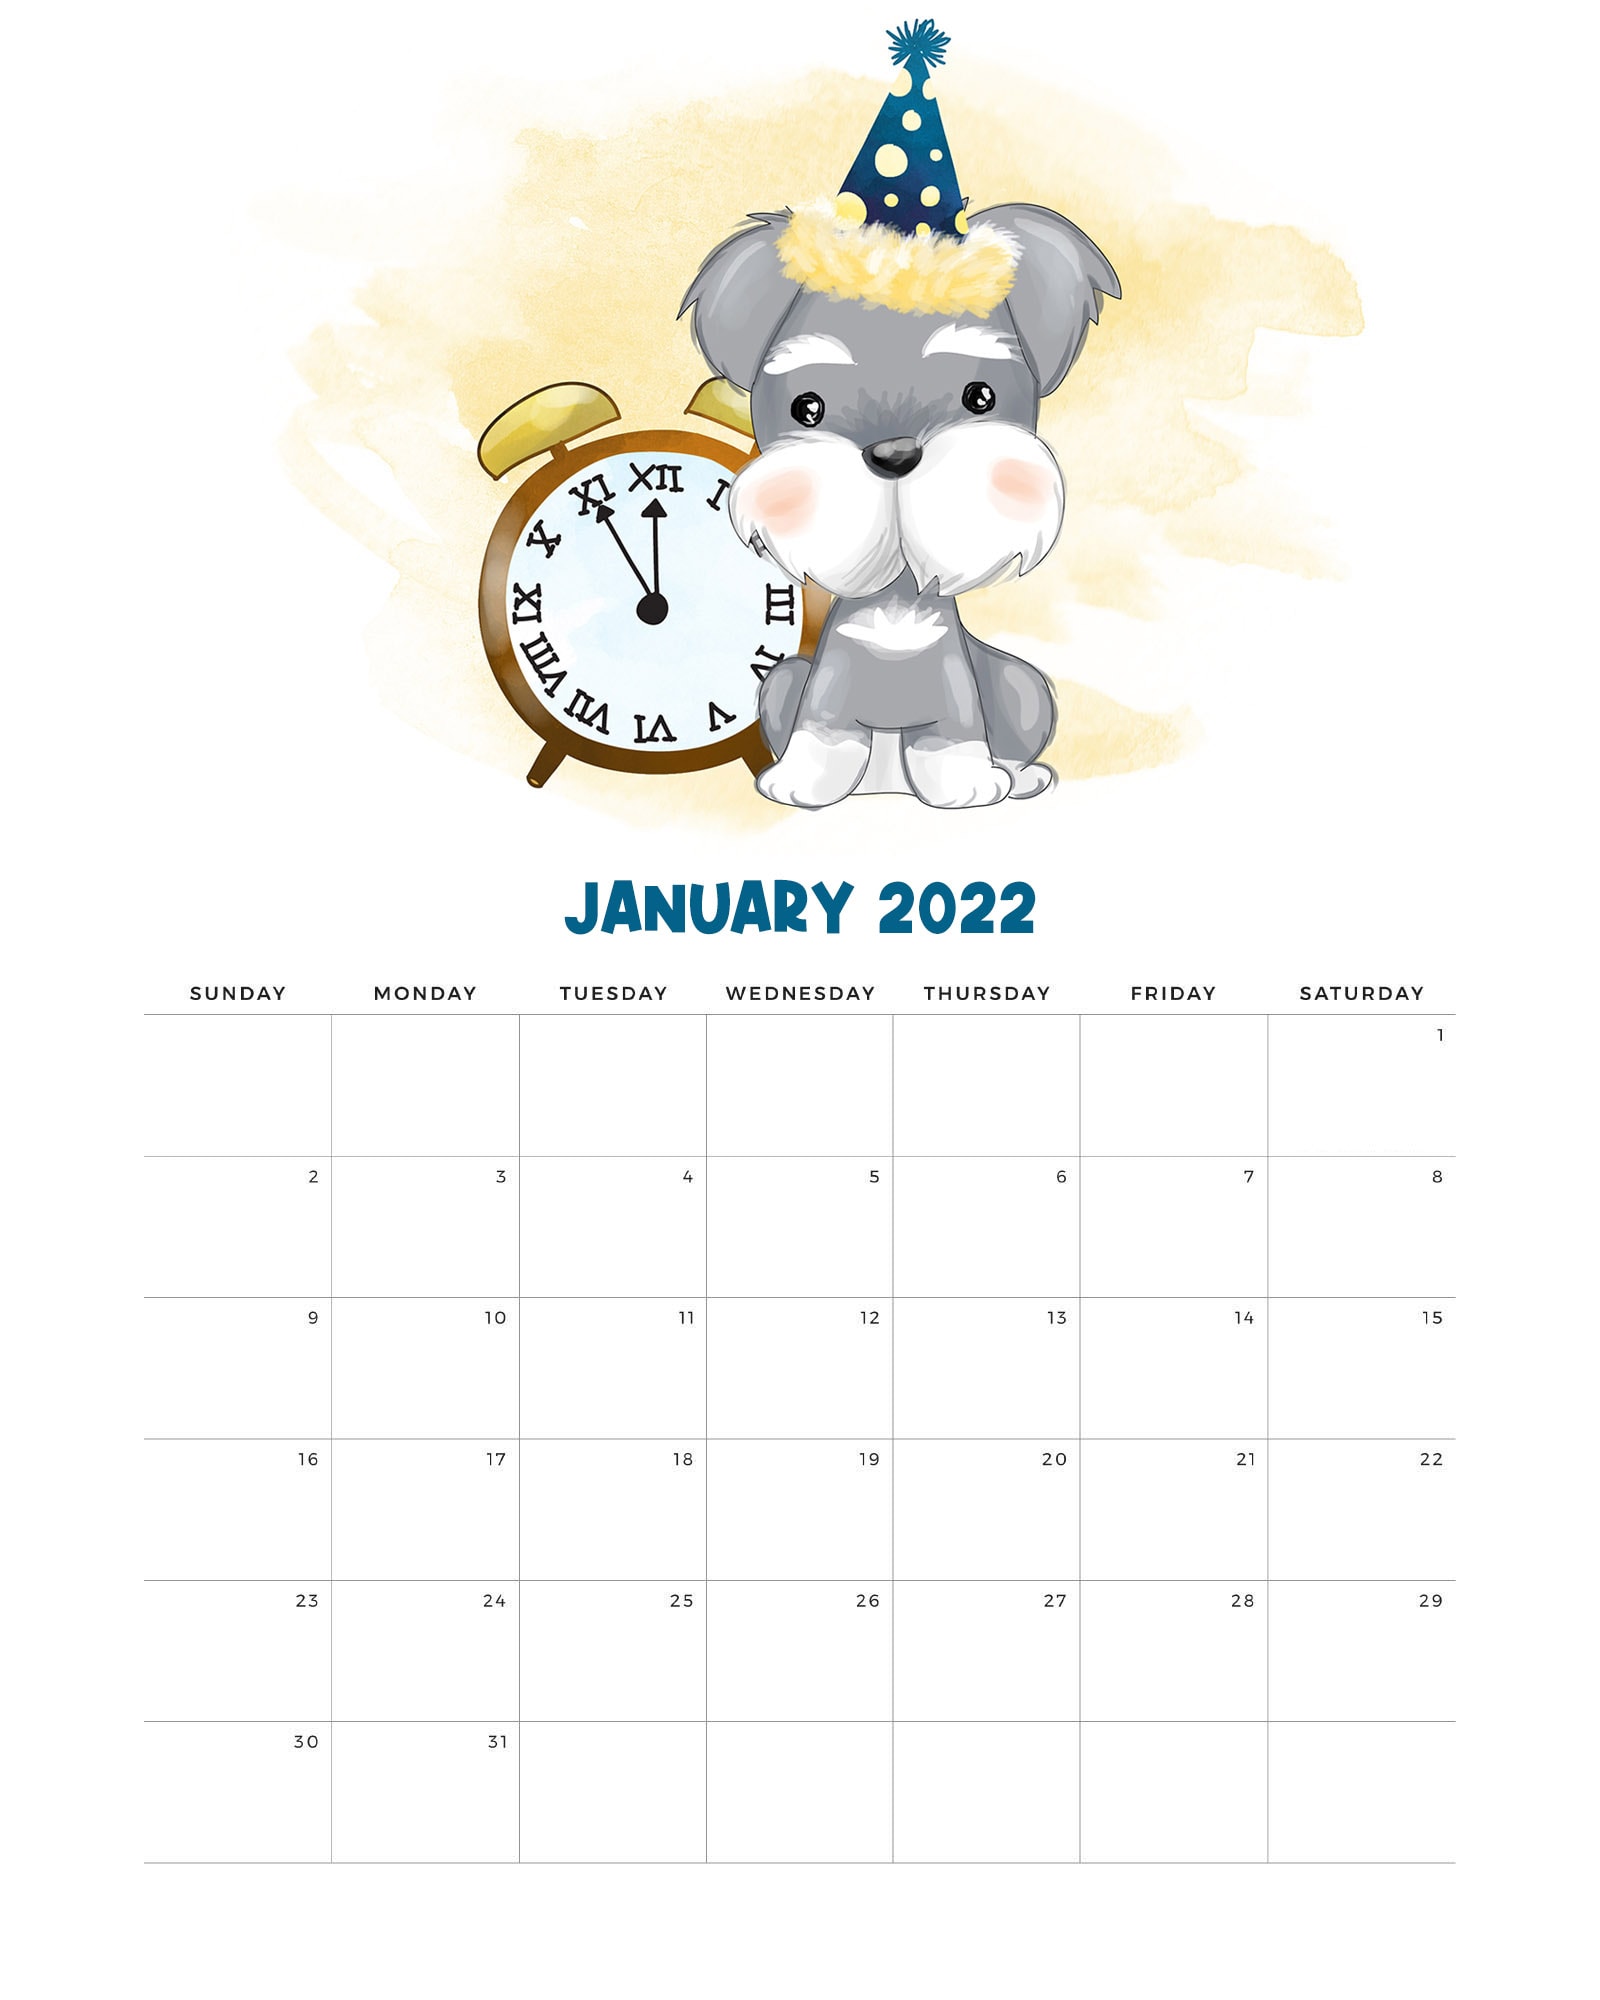 XI XII I
X
IX III
VIII IV
VII VI V
JANUARY 2022
SUNDAY MONDAY TUESDAY WEDNESDAY THURSDAY FRIDAY SATURDAY
1
2 3 4 5 6 7 8
9 10 11 12 13 14 15
16 17 18 19 20 21 22
23 24 25 26 27 28 29
30 31